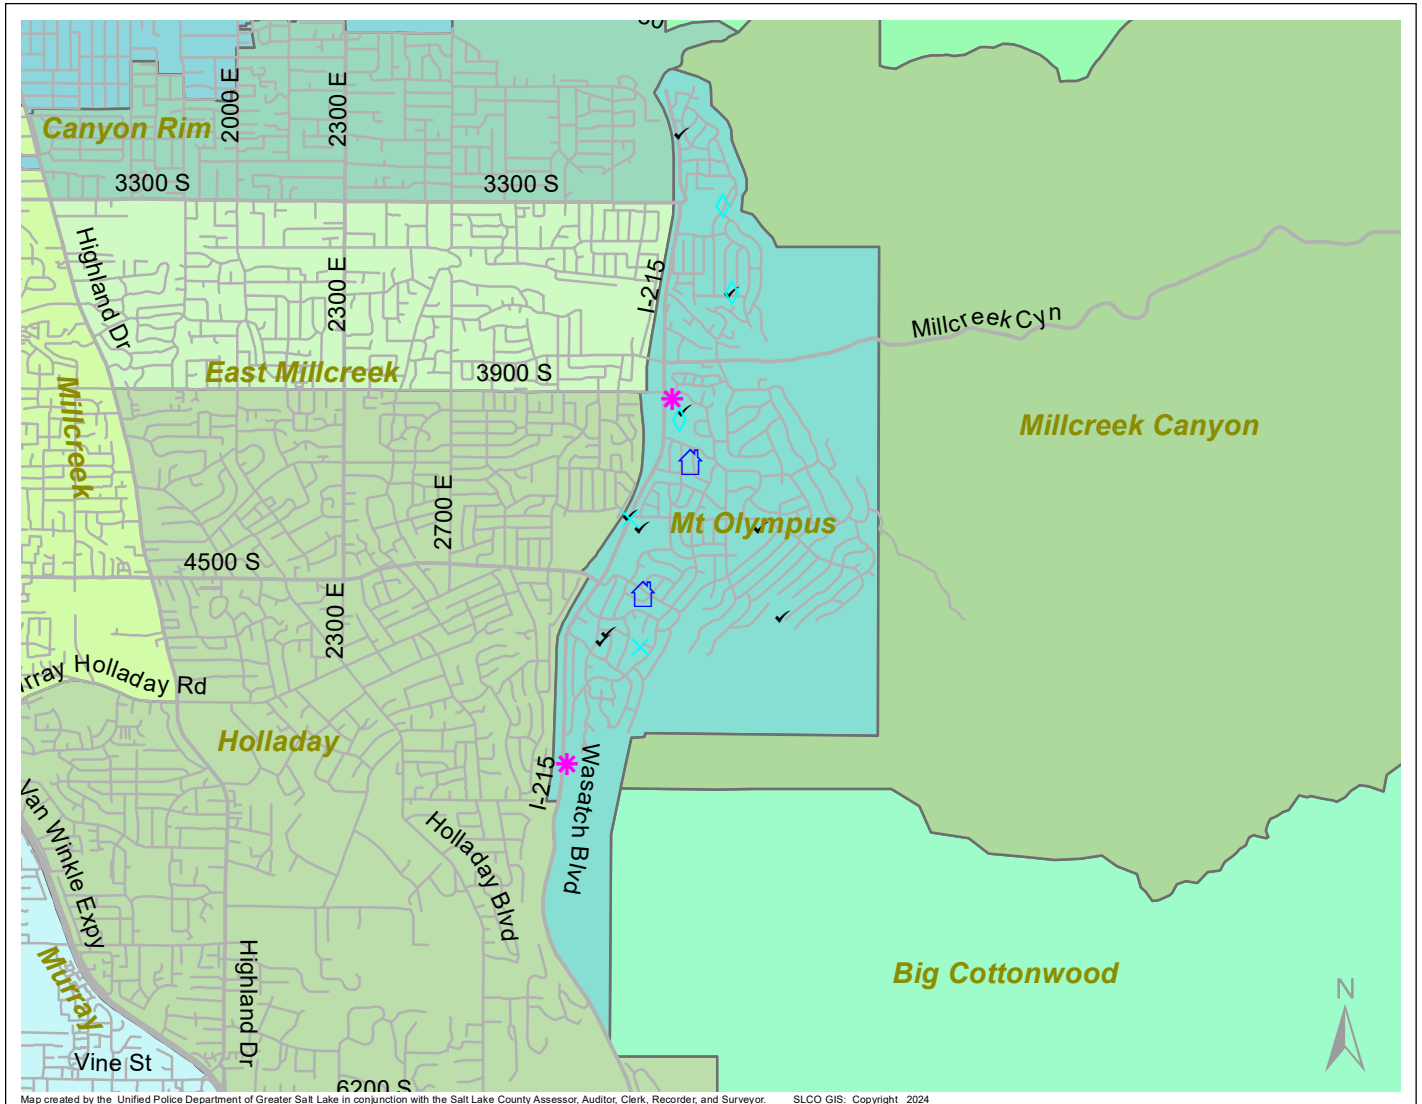 2000 E
2300 E
Canyon Rim
3300 S
3300 S
Highland Dr
2300 E
I-215
Millcreek Cyn
East Millcreek
3900 S
Millcreek
Millcreek Canyon
2700 E
Mt Olympus
4500 S
2300 E
rray Holladay Rd
Holladay
I-215
Wasatch Blvd
Van Winkle Expy
Holladay Blvd
Murray
Highland Dr
Big Cottonwood
N
Vine St
6200 S
Map created by the Unified Police Department of Greater Salt Lake in conjunction with the Salt Lake County Assessor, Auditor, Clerk, Recorder, and Surveyor. SLCO GIS: Copyright 2024